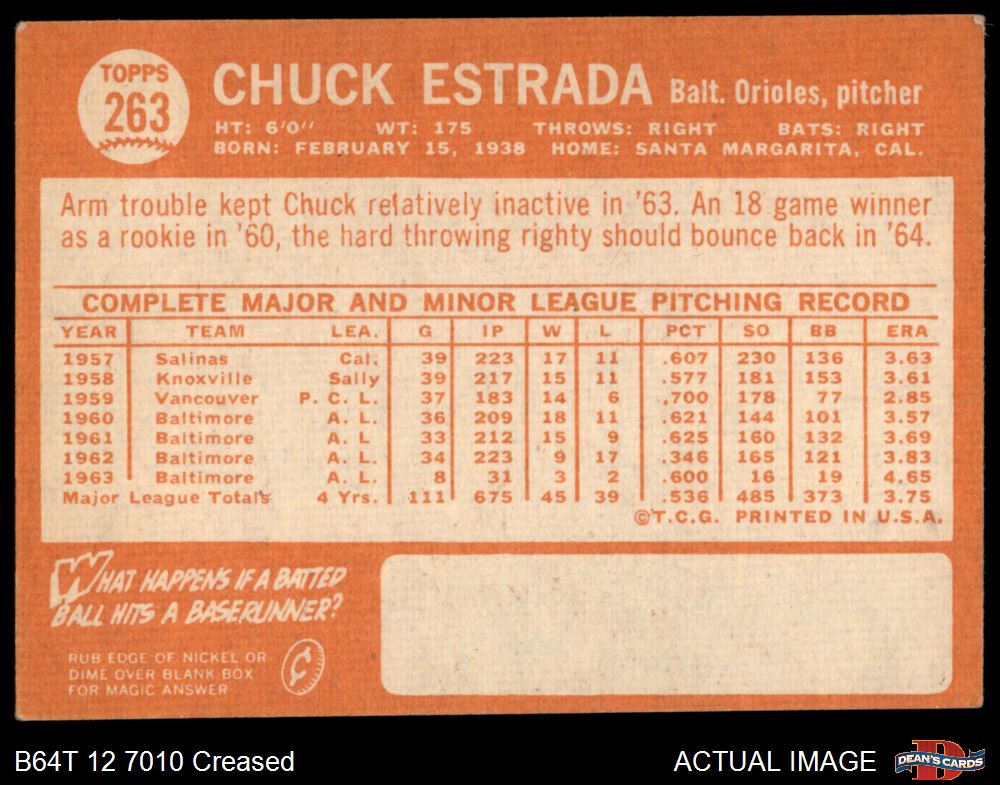 TOPPS
263
CHUCK ESTRADA Balt. Orioles, pitcher
HT: 6'0" WT: 175 THROWS: RIGHT BATS: RIGHT
BORN: FEBRUARY 15, 1938 HOME: SANTA MARGARITA, CAL.
Arm trouble kept Chuck relatively inactive in '63. An 18 game winner
as a rookie in '60, the hard throwing righty should bounce back in '64.
COMPLETE MAJOR AND MINOR LEAGUE PITCHING RECORD
YEAR TEAM LEA. G IP W L PCT SO BB ERA
1957 Salinas Cal. 39 223 17 11 .607 230 136 3.63
1958 Knoxville Sally 39 217 15 11 .577 181 153 3.61
1959 Vancouver P. C. L. 37 183 14 6 .700 178 77 2.85
1960 Baltimore A. L. 36 209 18 11 .621 144 101 3.57
1961 Baltimore A. L 33 212 15 9 .625 160 132 3.69
1962 Baltimore A. L. 34 223 9 17 .346 165 121 3.83
1963 Baltimore A. L. 8 31 3 2 .600 16 19 4.65
Major League Totals 4 Yrs. 111 675 45 39 .536 485 373 3.75
©T.C.G. PRINTED IN U.S.A.
WHAT HAPPENS IF A BATTED
BALL HITS A BASERUNNER?
RUB EDGE OF NICKEL OR
DIME OVER BLANK BOX
FOR MAGIC ANSWER
¢
B64T 12 7010 Creased
ACTUAL IMAGE
D
DEAN'S CARDS